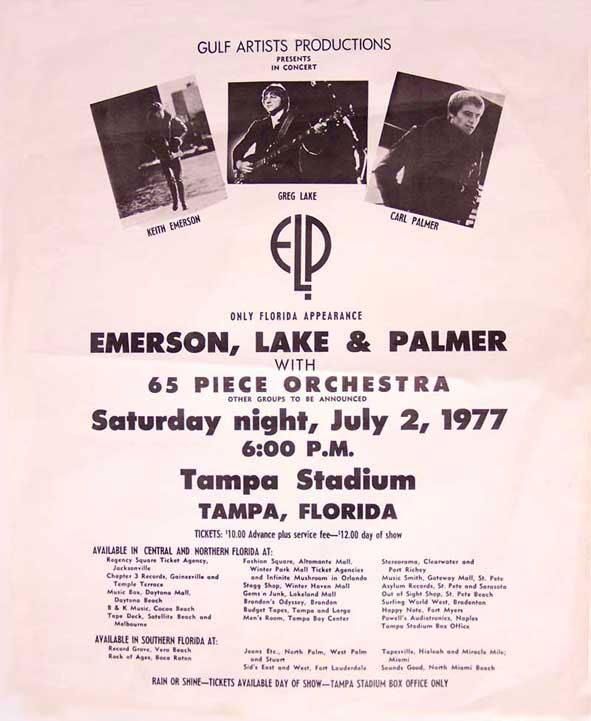 GULF ARTISTS PRODUCTIONS
PRESENTS
IN CONCERT
KEITH EMERSON
GREG LAKE
CARL PALMER
ELP.
ONLY FLORIDA APPEARANCE
EMERSON, LAKE & PALMER
WITH
65 PIECE ORCHESTRA
OTHER GROUPS TO BE ANNOUNCED
Saturday night, July 2, 1977
6:00 P.M.
Tampa Stadium
TAMPA, FLORIDA
TICKETS: $10.00 Advance plus service fee—$12.00 day of show
AVAILABLE IN CENTRAL AND NORTHERN FLORIDA AT:
Regency Square Ticket Agency,
Jacksonville
Chapter 3 Records, Gainesville and
Temple Terrace
Music Box, Daytona Mall,
Daytona Beach
B & K Music, Cocoa Beach
Tape Deck, Satellite Beach and
Melbourne
Fashion Square, Altamonte Mall,
Winter Park Mall Ticket Agencies
and Infinite Mushroom in Orlando
Stagg Shop, Winter Haven Mall
Gems n Junk, Lakeland Mall
Brandon's Odyssey, Brandon
Budget Tapes, Tampa and Largo
Men's Room, Tampa Bay Center
Stereorama, Clearwater and
Port Richey
Music Smith, Gateway Mall, St. Pete
Asylum Records, St. Pete and Sarasota
Out of Sight Shop, St. Pete Beach
Surfing World West, Bradenton
Happy Note, Fort Myers
Powell's Audiotronics, Naples
Tampa Stadium Box Office
AVAILABLE IN SOUTHERN FLORIDA AT:
Record Grove, Vero Beach
Rock of Ages, Boca Raton
Jeans Etc., North Palm, West Palm
and Stuart
Sid's East and West, Fort Lauderdale
Tapesville, Hialeah and Miracle Mile;
Miami
Sounds Good, North Miami Beach
RAIN OR SHINE—TICKETS AVAILABLE DAY OF SHOW—TAMPA STADIUM BOX OFFICE ONLY